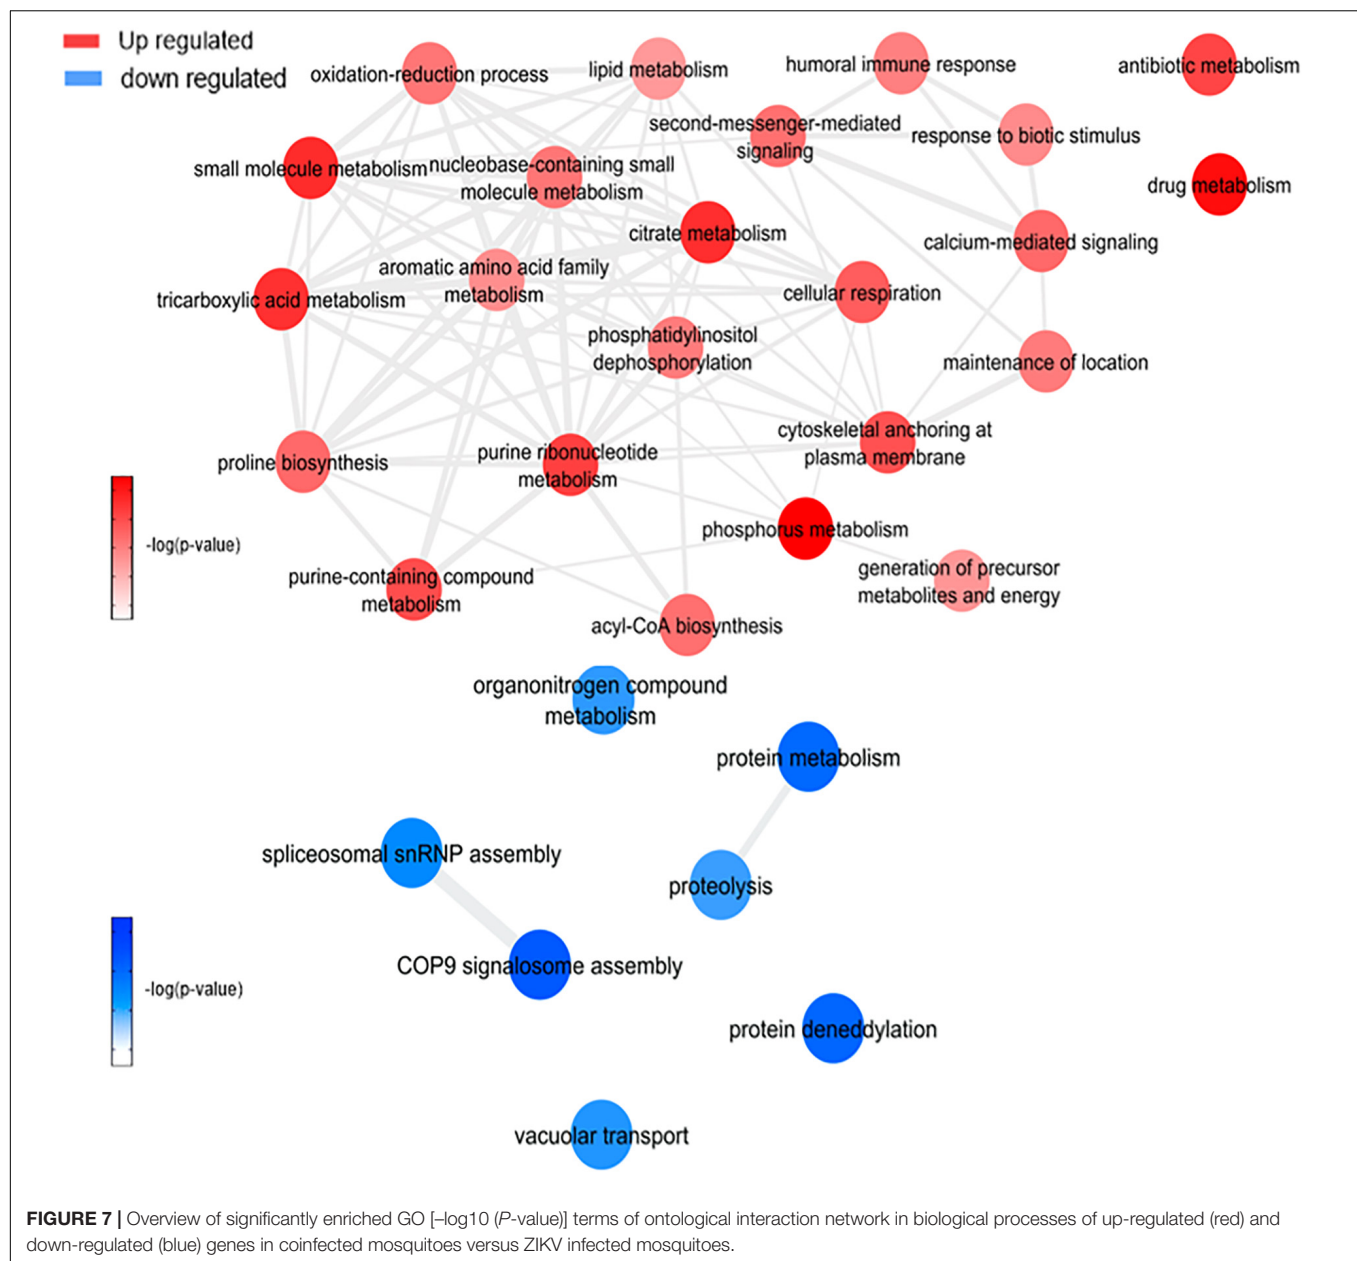 Up regulated
down regulated
oxidation-reduction process
lipid metabolism
humoral immune response
antibiotic metabolism
second-messenger-mediated
signaling
response to biotic stimulus
small molecule metabolism
nucleobase-containing small
molecule metabolism
drug metabolism
citrate metabolism
calcium-mediated signaling
aromatic amino acid family
metabolism
tricarboxylic acid metabolism
cellular respiration
phosphatidylinositol
dephosphorylation
maintenance of location
cytoskeletal anchoring at
plasma membrane
proline biosynthesis
purine ribonucleotide
metabolism
phosphorus metabolism
-log(p-value)
generation of precursor
metabolites and energy
purine-containing compound
metabolism
acyl-CoA biosynthesis
organonitrogen compound
metabolism
protein metabolism
spliceosomal snRNP assembly
proteolysis
COP9 signalosome assembly
-log(p-value)
protein deneddylation
vacuolar transport
FIGURE 7 | Overview of significantly enriched GO [–log10 (P-value)] terms of ontological interaction network in biological processes of up-regulated (red) and
down-regulated (blue) genes in coinfected mosquitoes versus ZIKV infected mosquitoes.